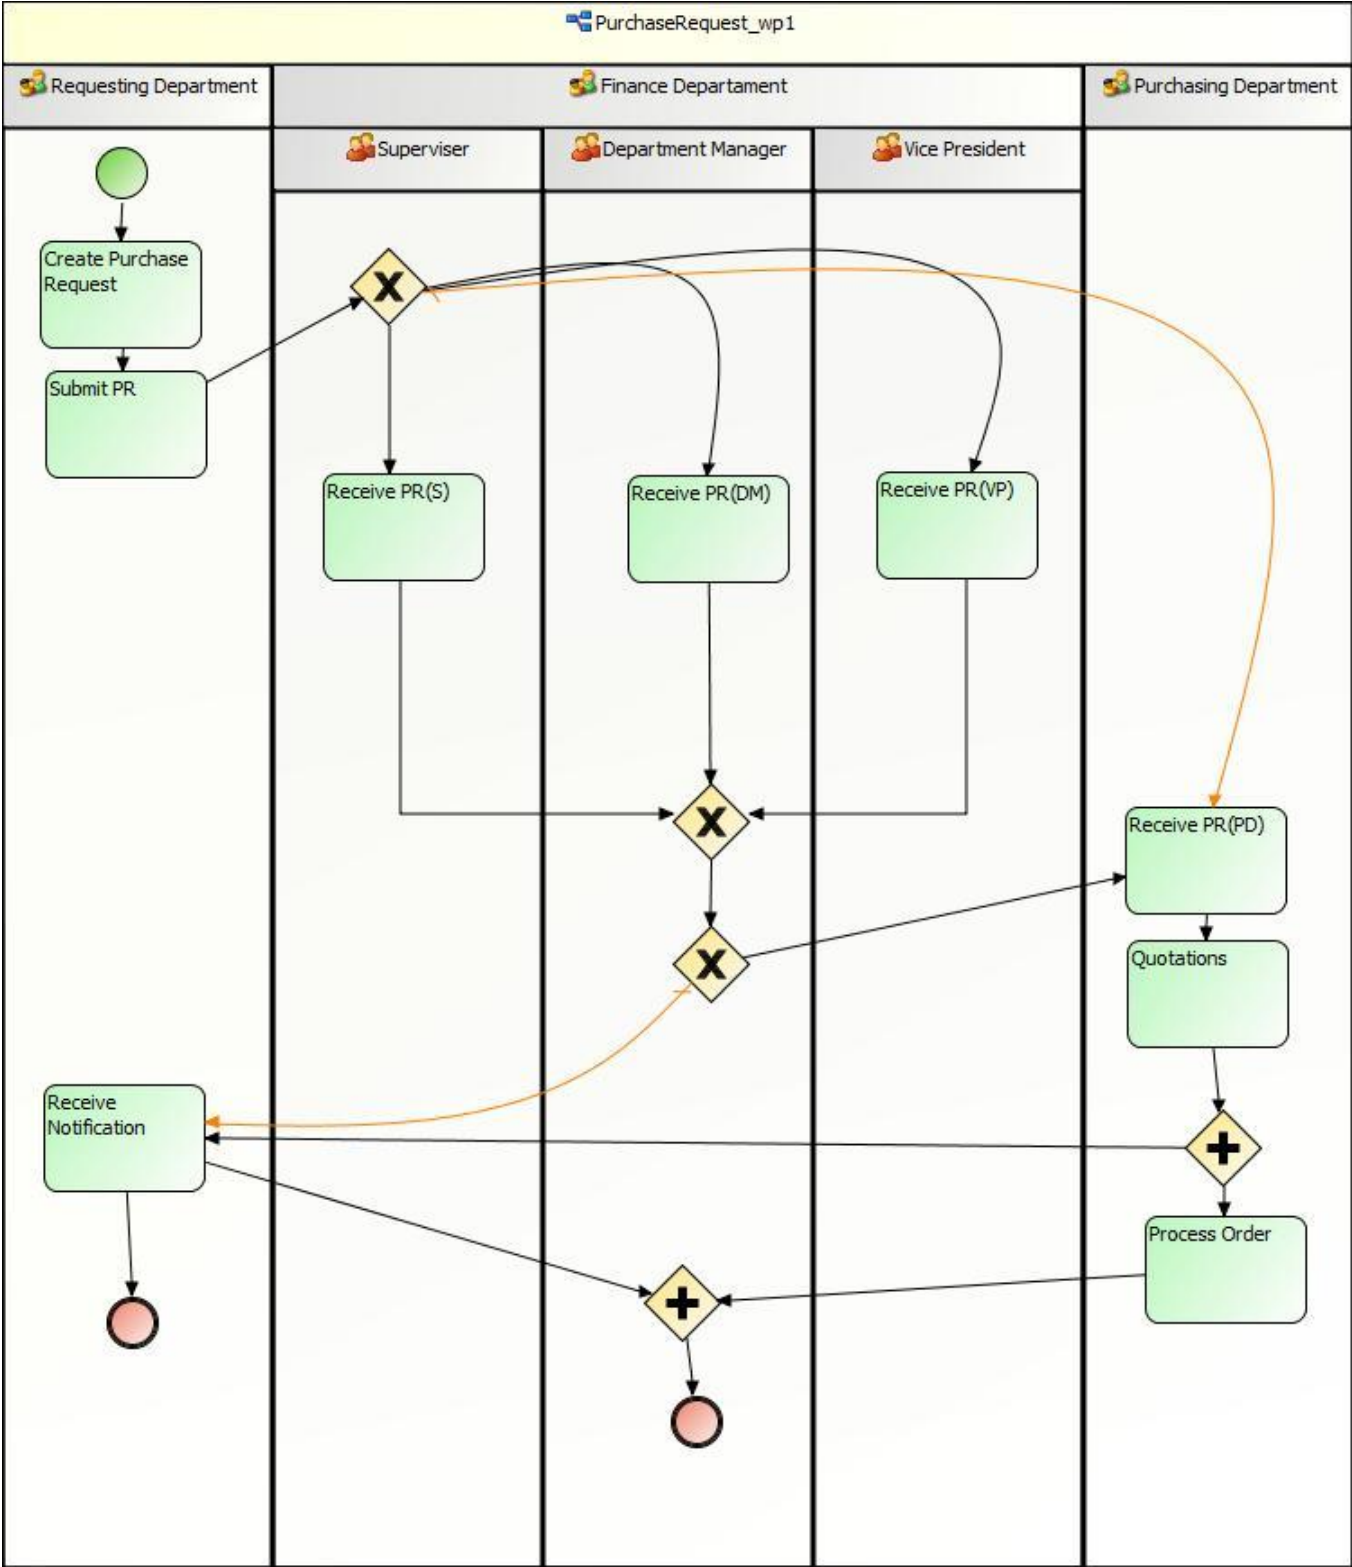 PurchaseRequest_wp1
Requesting Department
Finance Departament
Purchasing Department
Superviser
Department Manager
Vice President
Create Purchase
Request
Submit PR
Receive PR(S)
Receive PR(DM)
Receive PR(VP)
Receive PR(PD)
Quotations
Receive
Notification
Process Order